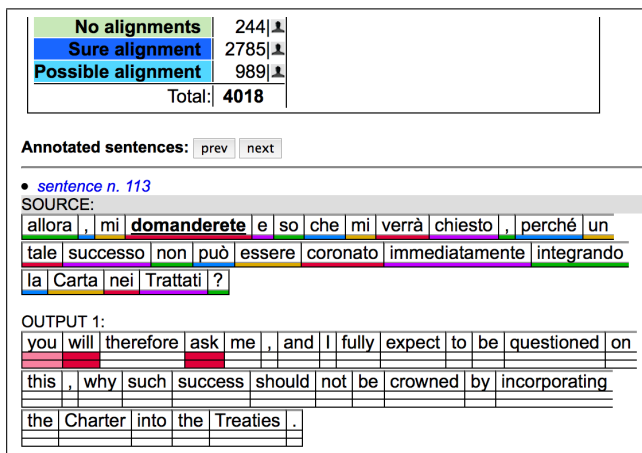 No alignments 244
Sure alignment 2785
Possible alignment 989
Total: 4018
Annotated sentences: prev next
• sentence n. 113
SOURCE:
allora , mi domanderete e so che mi verrà chiesto , perché un
tale successo non può essere coronato immediatamente integrando
la Carta nei Trattati ?
OUTPUT 1:
you will therefore ask me , and I fully expect to be questioned on
this , why such success should not be crowned by incorporating
the Charter into the Treaties .